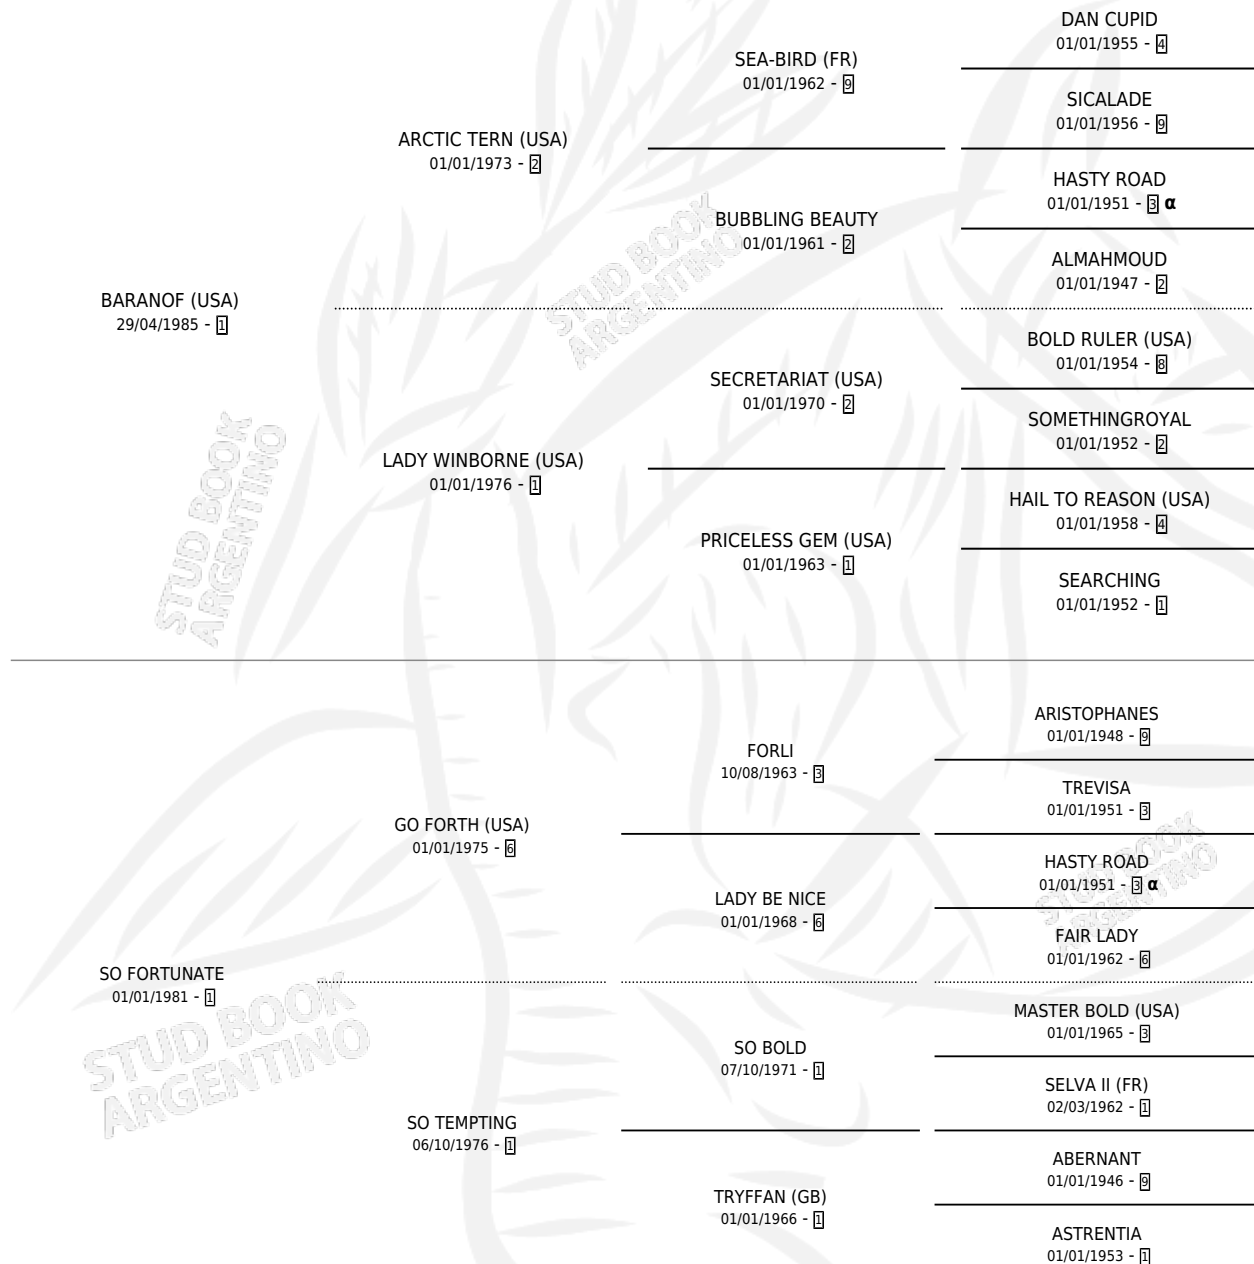 BARANOF (USA)
29/04/1985 - 1
ARCTIC TERN (USA)
01/01/1973 - 2
LADY WINBORNE (USA)
01/01/1976 - 1
SEA-BIRD (FR)
01/01/1962 - 9
BUBBLING BEAUTY
01/01/1961 - 2
SECRETARIAT (USA)
01/01/1970 - 2
PRICELESS GEM (USA)
01/01/1963 - 1
DAN CUPID
01/01/1955 - 4
SICALADE
01/01/1956 - 9
HASTY ROAD
01/01/1951 - 3 α
ALMAHMOUD
01/01/1947 - 2
BOLD RULER (USA)
01/01/1954 - 8
SOMETHINGROYAL
01/01/1952 - 2
HAIL TO REASON (USA)
01/01/1958 - 4
SEARCHING
01/01/1952 - 1
SO FORTUNATE
01/01/1981 - 1
GO FORTH (USA)
01/01/1975 - 6
SO TEMPTING
06/10/1976 - 1
FORLI
10/08/1963 - 3
LADY BE NICE
01/01/1968 - 6
SO BOLD
07/10/1971 - 1
TRYFFAN (GB)
01/01/1966 - 1
ARISTOPHANES
01/01/1948 - 9
TREVISA
01/01/1951 - 3
HASTY ROAD
01/01/1951 - 3 α
FAIR LADY
01/01/1962 - 6
MASTER BOLD (USA)
01/01/1965 - 3
SELVA II (FR)
02/03/1962 - 1
ABERNANT
01/01/1946 - 9
ASTRENTIA
01/01/1953 - 1
STUD BOOK
ARGENTINO
STUD BOOK
ARGENTINO
STUD BOOK
ARGENTINO
STUD BOOK
ARGENTINO